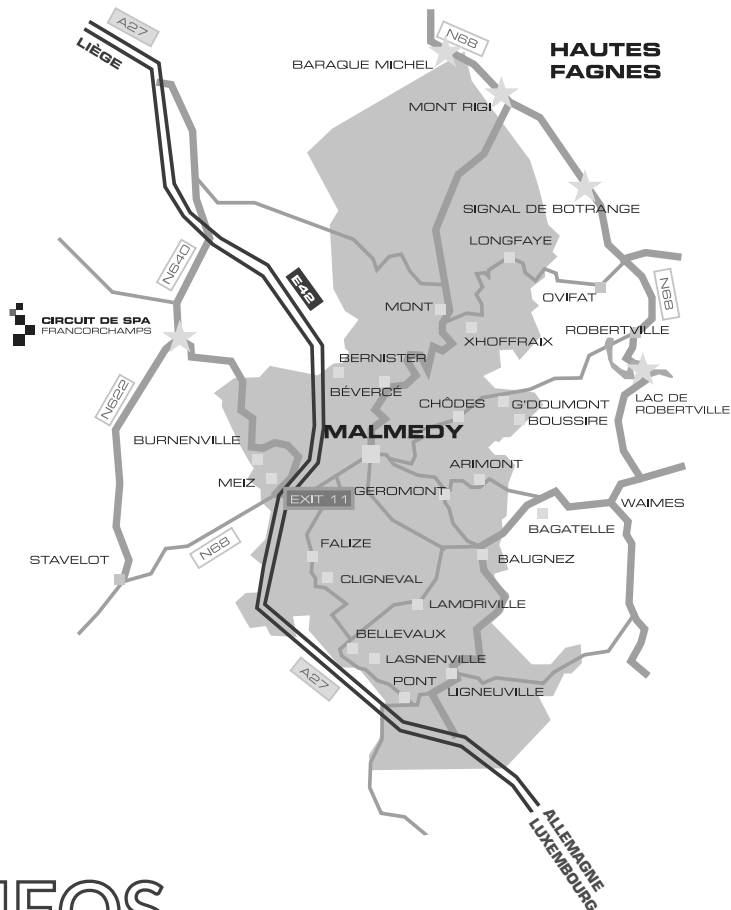 A27
LIÈGE
N68
HAUTES
FAGNES
BARAQUE MICHEL
MONT RIGI
SIGNAL DE BOTRANGE
LONGFAYE
N640
E42
OVIFAT
N68
MONT
CIRCUIT DE SPA
FRANCORCHAMPS
XHOFFRAIX
ROBERTVILLE
BERNISTER
BÉVERCÉ
N622
LAC DE
ROBERTVILLE
CHÔDES
G'DOUMONT
BOUSSIRE
MALMEDY
BURNENVILLE
ARIMONT
MEIZ
GEROMONT
EXIT 11
WAIMES
BAGATELLE
N68
FALIZE
STAVELOT
BAUGNEZ
CLIGNEVAL
LAMORIVILLE
BELLEVAUX
LASNENVILLE
A27
PONT
LIGNEUVILLE
ALLEMAGNE
LUXEMBOURG